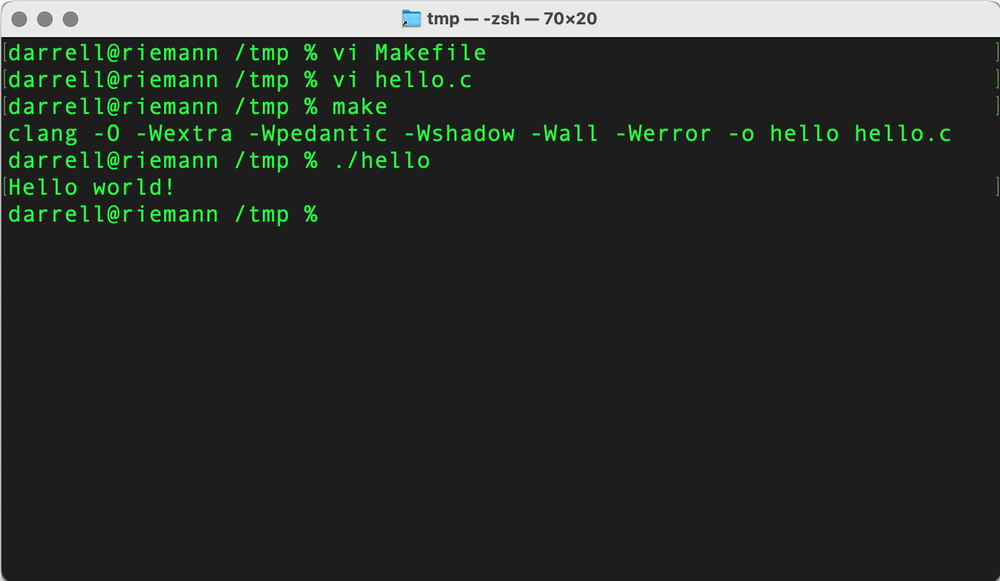 tmp — -zsh — 70×20
darrell@riemann /tmp % vi Makefile
darrell@riemann /tmp % vi hello.c
darrell@riemann /tmp % make
clang -O -Wextra -Wpedantic -Wshadow -Wall -Werror -o hello hello.c
darrell@riemann /tmp % ./hello
Hello world!
darrell@riemann /tmp %